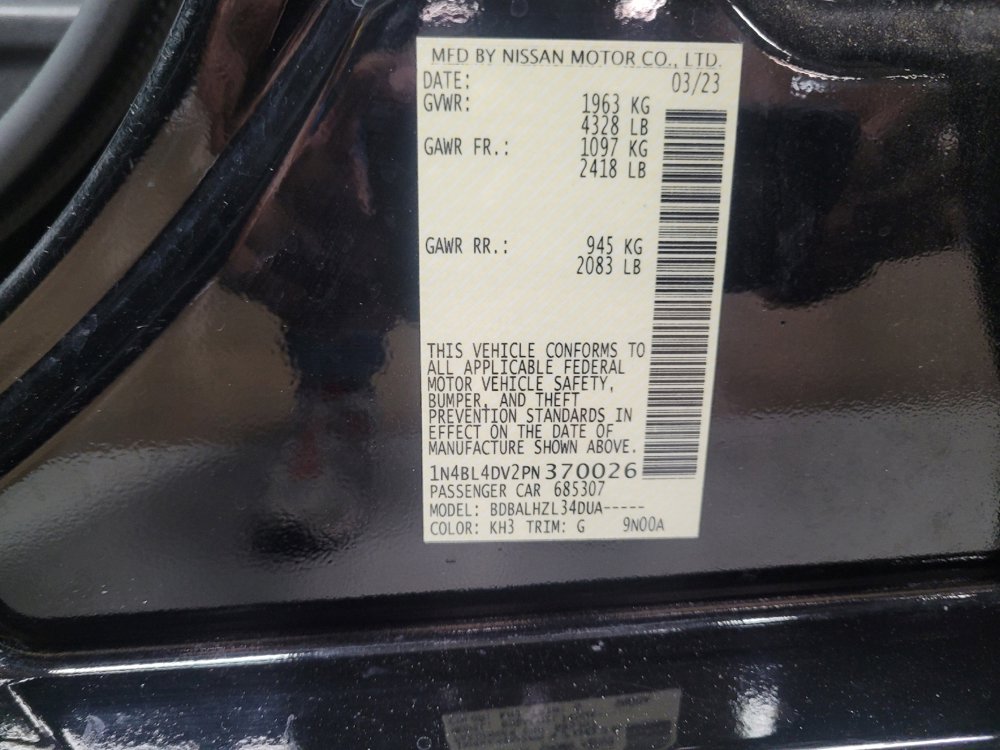 MFD BY NISSAN MOTOR CO., LTD.
DATE: 03/23
GVWR: 1963 KG
4328 LB
GAWR FR.: 1097 KG
2418 LB
GAWR RR.: 945 KG
2083 LB
THIS VEHICLE CONFORMS TO
ALL APPLICABLE FEDERAL
MOTOR VEHICLE SAFETY,
BUMPER, AND THEFT
PREVENTION STANDARDS IN
EFFECT ON THE DATE OF
MANUFACTURE SHOWN ABOVE.
1N4BL4DV2PN370026
PASSENGER CAR 685307
MODEL: BDBALHZL34DUA-----
COLOR: KH3 TRIM: G 9N00A